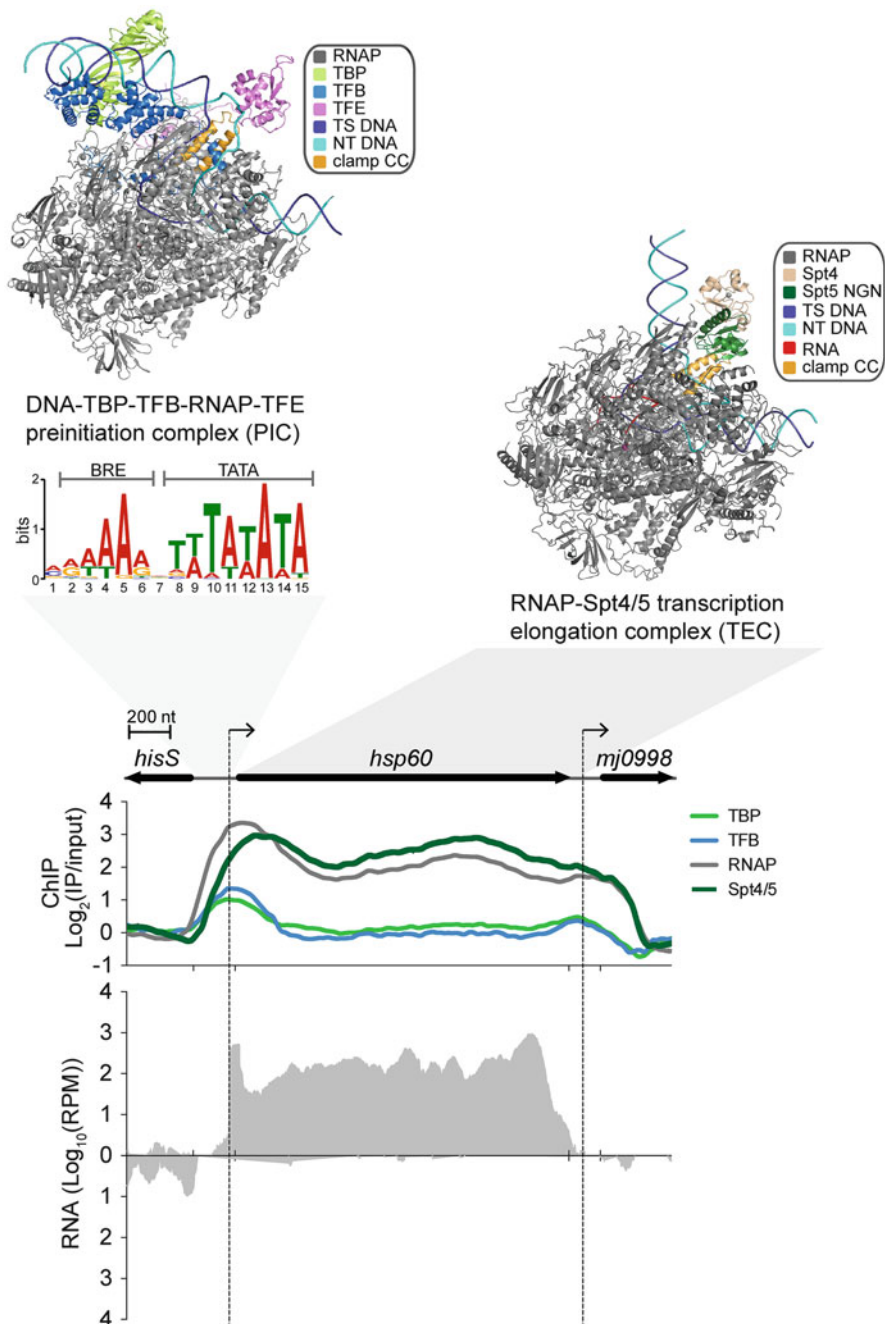 RNAP
TBP
TFB
TFE
TS DNA
NT DNA
clamp CC
DNA-TBP-TFB-RNAP-TFE
preinitiation complex (PIC)
RNAP
Spt4
Spt5 NGN
TS DNA
NT DNA
RNA
clamp CC
RNAP-Spt4/5 transcription
elongation complex (TEC)
BRE TATA
2
bits
1
0
1 2 3 4 5 6 7 8 9 10 11 12 13 14 15
200 nt
hisS hsp60 mj0998
4
3
2
1
0
-1
ChIP
Log2(IP/input)
TBP
TFB
RNAP
Spt4/5
4
3
2
1
0
1
2
3
4
RNA (Log10(RPM))